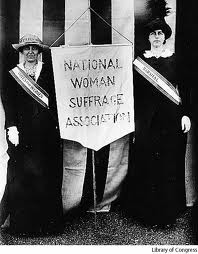 NATIONAL
WOMAN
SUFFRAGE
ASSOCIATION
Library of Congress